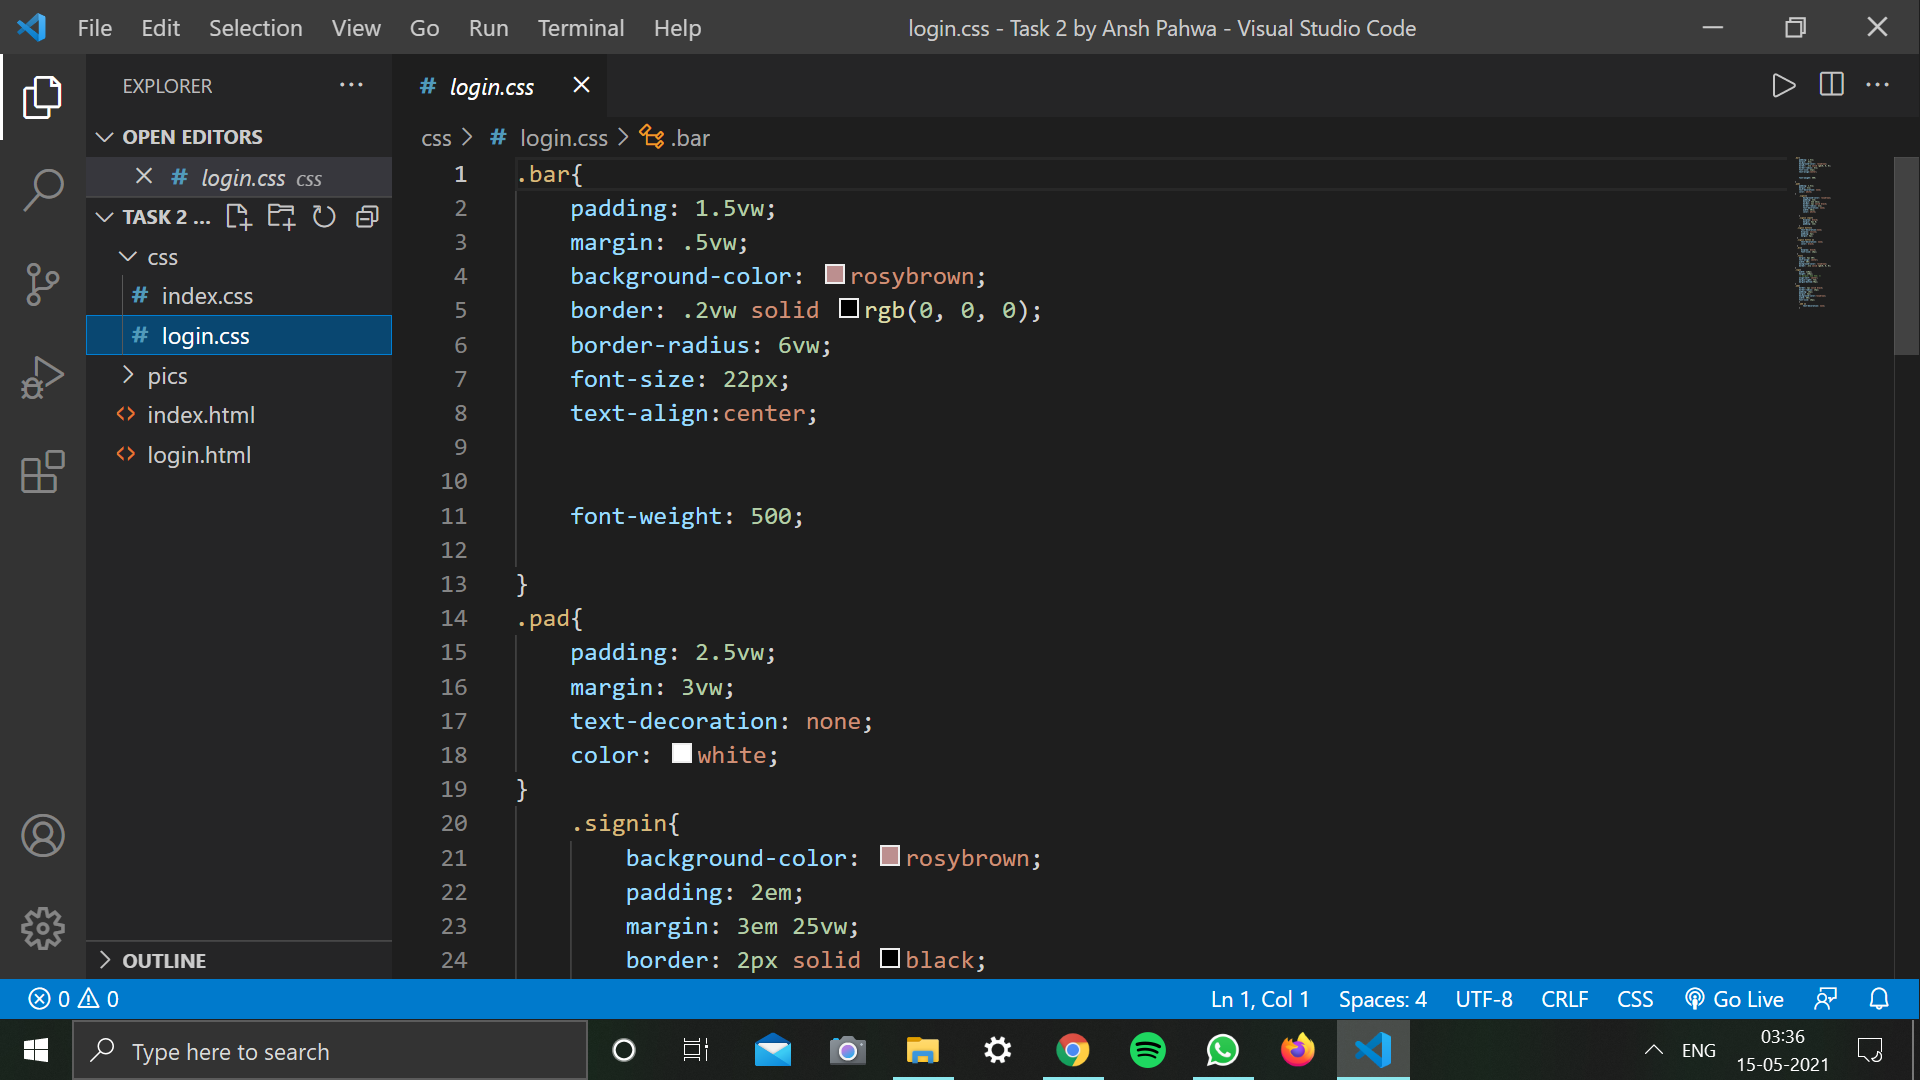 File Edit Selection View Go Run Terminal Help
login.css - Task 2 by Ansh Pahwa - Visual Studio Code
EXPLORER
OPEN EDITORS
# login.css css
TASK 2 ...
css
# index.css
# login.css
pics
<> index.html
<> login.html
OUTLINE
# login.css
css > # login.css > .bar
1 .bar{
2 padding: 1.5vw;
3 margin: .5vw;
4 background-color: rosybrown;
5 border: .2vw solid rgb(0, 0, 0);
6 border-radius: 6vw;
7 font-size: 22px;
8 text-align:center;
9
10
11 font-weight: 500;
12
13 }
14 .pad{
15 padding: 2.5vw;
16 margin: 3vw;
17 text-decoration: none;
18 color: white;
19 }
20 .signin{
21 background-color: rosybrown;
22 padding: 2em;
23 margin: 3em 25vw;
24 border: 2px solid black;
0 0
Ln 1, Col 1 Spaces: 4 UTF-8 CRLF CSS Go Live
Type here to search
ENG
03:36
15-05-2021